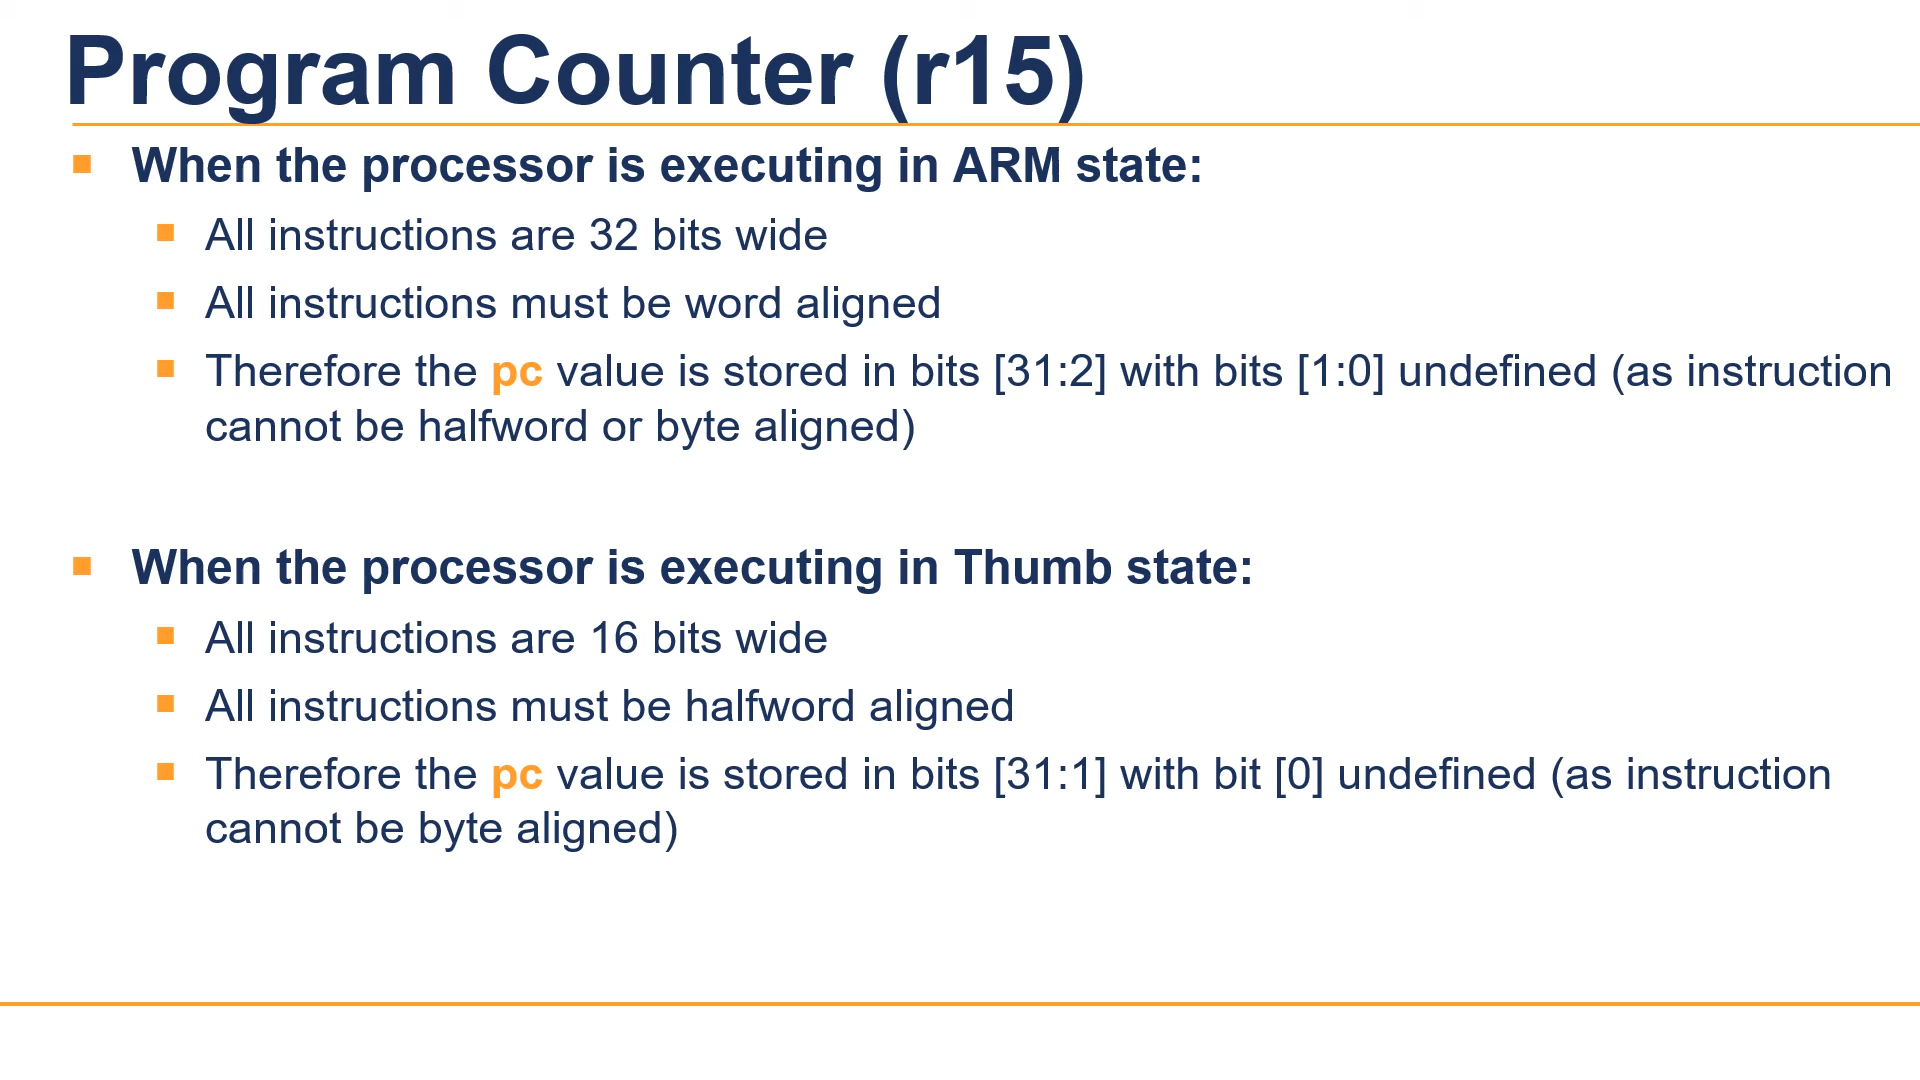 Program Counter (r15)
When the processor is executing in ARM state:
All instructions are 32 bits wide
All instructions must be word aligned
Therefore the pc value is stored in bits [31:2] with bits [1:0] undefined (as instruction
cannot be halfword or byte aligned)
When the processor is executing in Thumb state:
All instructions are 16 bits wide
All instructions must be halfword aligned
Therefore the pc value is stored in bits [31:1] with bit [0] undefined (as instruction
cannot be byte aligned)